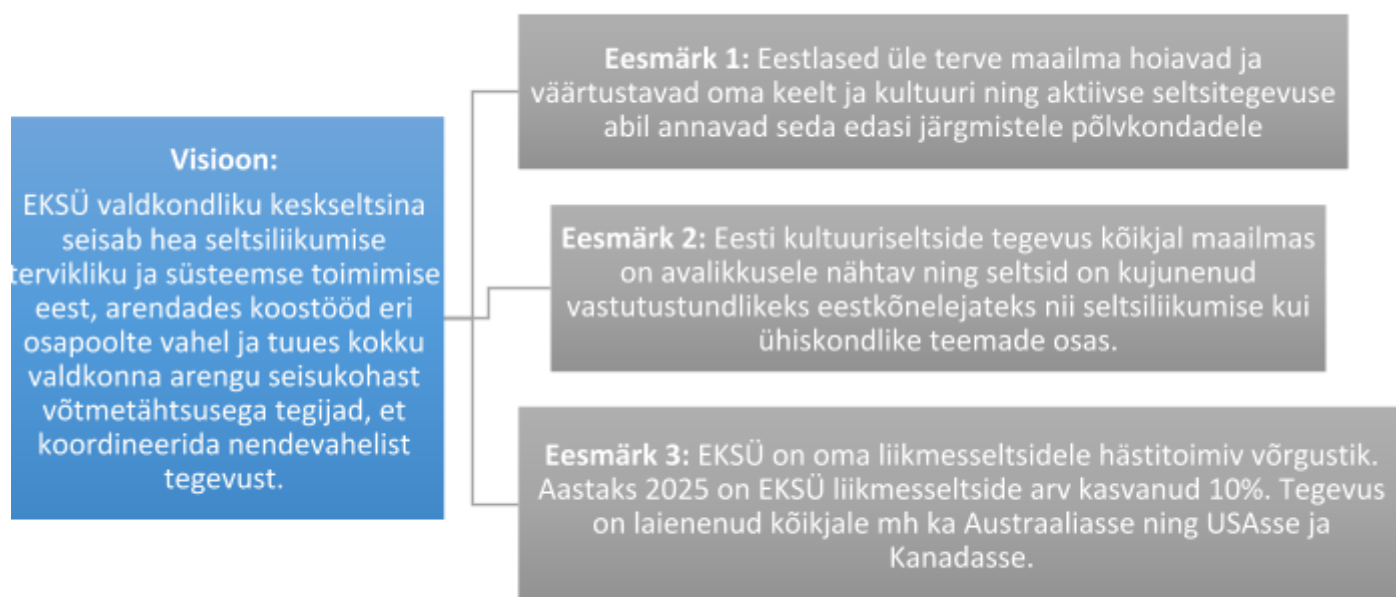 Visioon:
EKSÜ valdkondliku keskseltsina
seisab hea seltsiliikumise
tervikliku ja süsteemse toimimise
eest, arendades koostööd eri
osapoolte vahel ja tuues kokku
valdkonna arengu seisukohast
võtmetähtsusega tegijad, et
koordineerida nendevahelist
tegevust.
Eesmärk 1: Eestlased üle terve maailma hoiavad ja
väärtustavad oma keelt ja kultuuri ning aktiivse seltsitegevuse
abil annavad seda edasi järgmistele põlvkondadele
Eesmärk 2: Eesti kultuuriseltside tegevus kõikjal maailmas
on avalikkusele nähtav ning seltsid on kujunenud
vastutustundlikeks eestkõnelejateks nii seltsiliikumise kui
ühiskondlike teemade osas.
Eesmärk 3: EKSÜ on oma liikmesseltsidele hästitoimiv võrgustik.
Aastaks 2025 on EKSÜ liikmesseltside arv kasvanud 10%. Tegevus
on laienenud kõikjale mh ka Austraaliasse ning USAsse ja
Kanadasse.